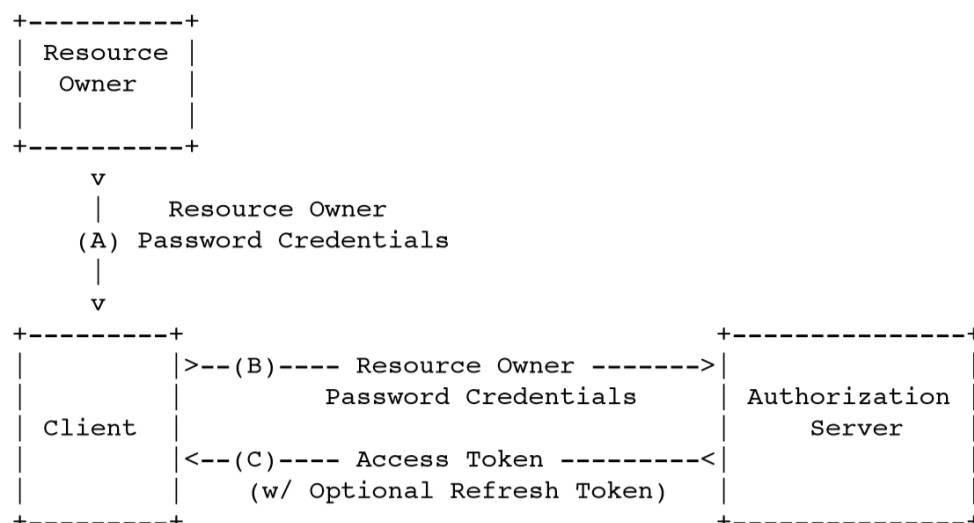 Resource
Owner
v
Resource Owner
(A) Password Credentials
v
>--(B)---- Resource Owner ------->
Password Credentials
Authorization
Client
Server
<--(C)---- Access Token ---------<
(w/ Optional Refresh Token)